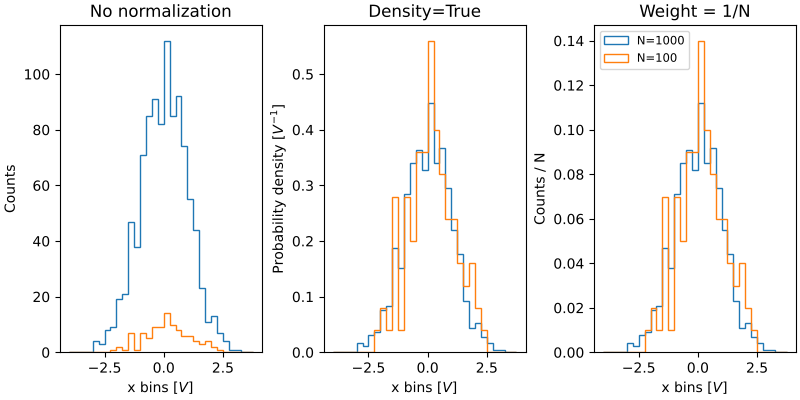 No normalization
Counts
100
80
60
40
20
0
−2.5 0.0 2.5
x bins [V]
Density=True
Probability density [V⁻¹]
0.5
0.4
0.3
0.2
0.1
0.0
−2.5 0.0 2.5
x bins [V]
Weight = 1/N
Counts / N
0.14
0.12
0.10
0.08
0.06
0.04
0.02
0.00
−2.5 0.0 2.5
x bins [V]
N=1000
N=100